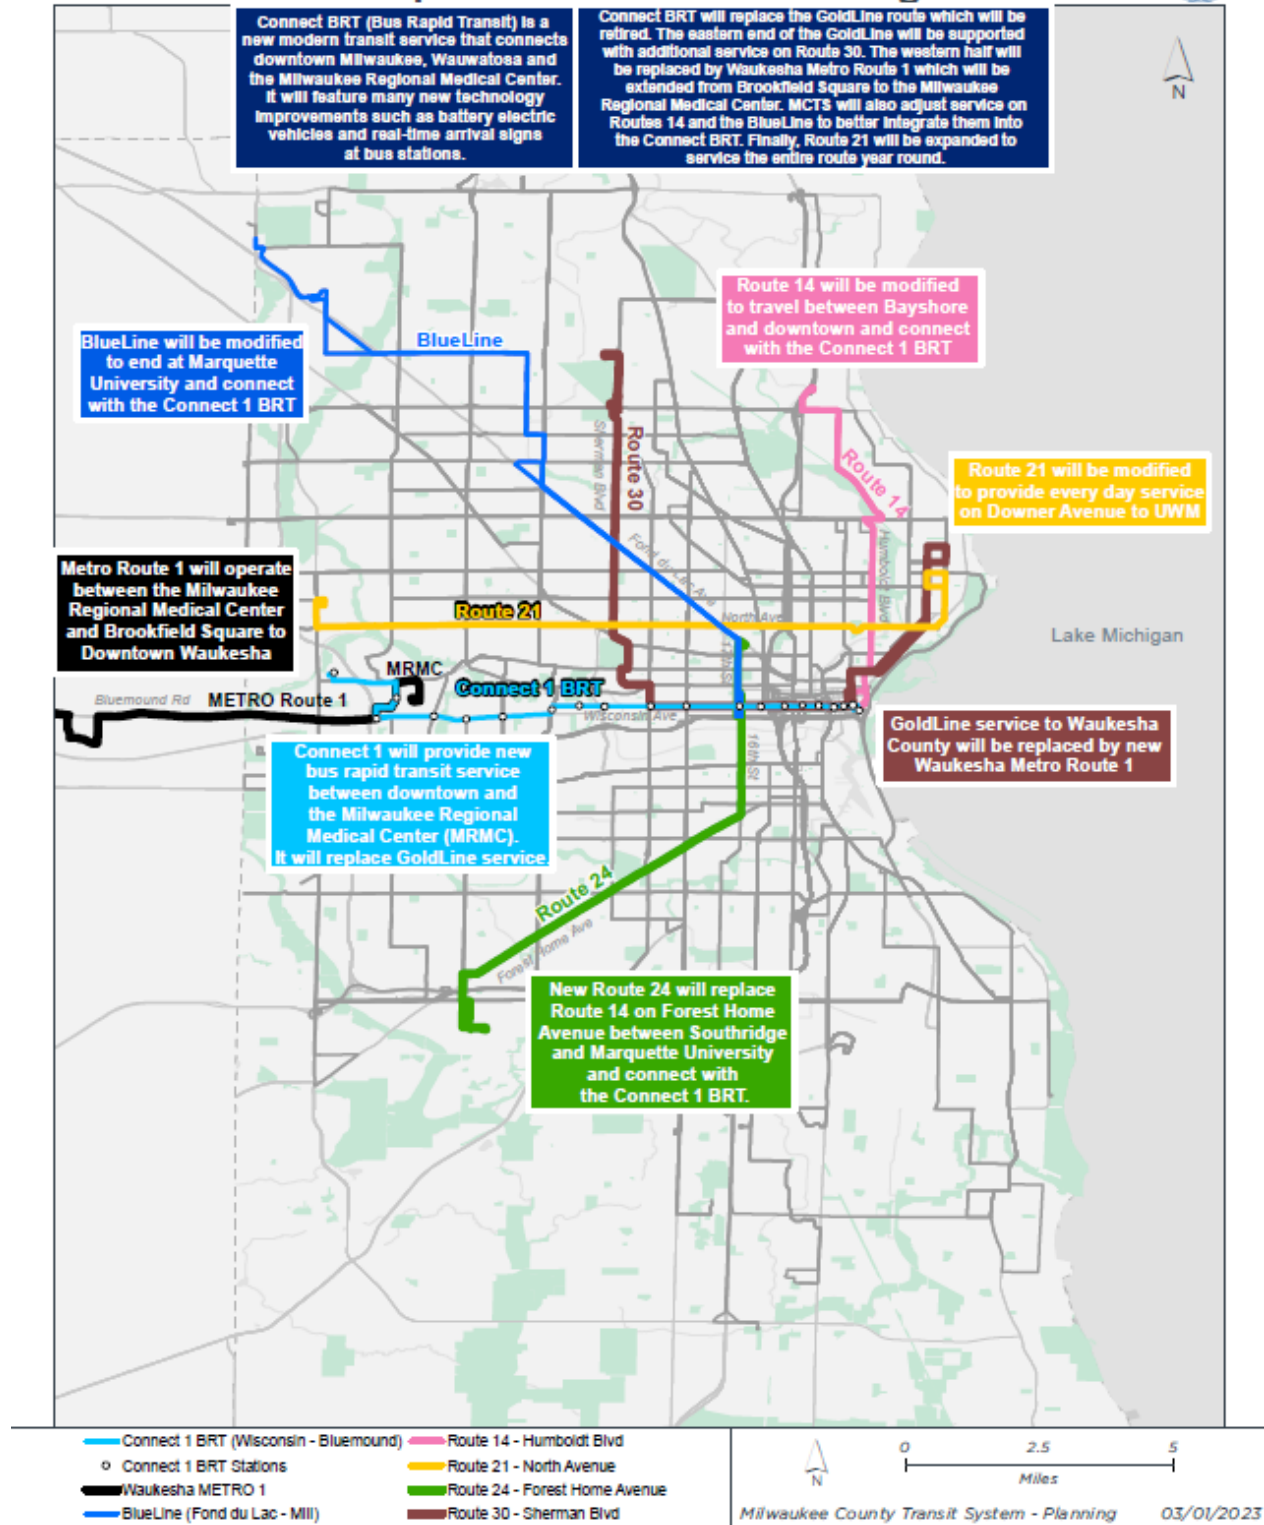 Connect BRT (Bus Rapid Transit) is a
new modern transit service that connects
downtown Milwaukee, Wauwatosa and
the Milwaukee Regional Medical Center.
It will feature many new technology
improvements such as battery electric
vehicles and real-time arrival signs
at bus stations.
Connect BRT will replace the GoldLine route which will be
retired. The eastern end of the GoldLine will be supported
with additional service on Route 30. The western half will
be replaced by Waukesha Metro Route 1 which will be
extended from Brookfield Square to the Milwaukee
Regional Medical Center. MCTS will also adjust service on
Routes 14 and the BlueLine to better integrate them into
the Connect BRT. Finally, Route 21 will be expanded to
service the entire route year round.
N
Route 14 will be modified
to travel between Bayshore
and downtown and connect
with the Connect 1 BRT
BlueLine will be modified
to end at Marquette
University and connect
with the Connect 1 BRT
BlueLine
Sherman Blvd
Route 30
Route 14
Route 21 will be modified
to provide every day service
on Downer Avenue to UWM
Fond du Lac Ave
Humboldt Blvd
Metro Route 1 will operate
between the Milwaukee
Regional Medical Center
and Brookfield Square to
Downtown Waukesha
Route 21
North Ave
Lake Michigan
17th St
MRMC
Connect 1 BRT
Bluemound Rd
METRO Route 1
Wisconsin Ave
16th St
GoldLine service to Waukesha
County will be replaced by new
Waukesha Metro Route 1
Connect 1 will provide new
bus rapid transit service
between downtown and
the Milwaukee Regional
Medical Center (MRMC).
It will replace GoldLine service.
Route 24
Forest Home Ave
New Route 24 will replace
Route 14 on Forest Home
Avenue between Southridge
and Marquette University
and connect with
the Connect 1 BRT.
Connect 1 BRT (Wisconsin - Bluemound)
Connect 1 BRT Stations
Waukesha METRO 1
BlueLine (Fond du Lac - Mill)
Route 14 - Humboldt Blvd
Route 21 - North Avenue
Route 24 - Forest Home Avenue
Route 30 - Sherman Blvd
N
0 2.5 5
Miles
Milwaukee County Transit System - Planning 03/01/2023